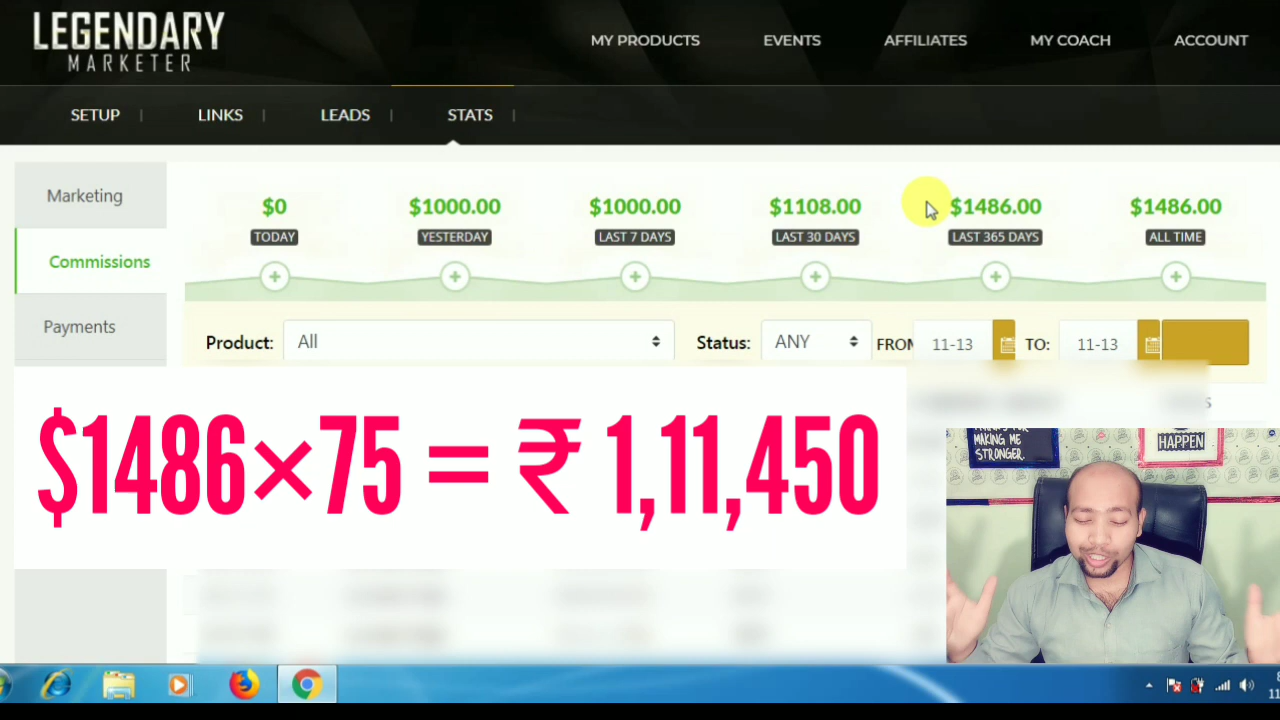 LEGENDARY
MARKETER
MY PRODUCTS EVENTS AFFILIATES MY COACH ACCOUNT
SETUP | LINKS | LEADS | STATS |
Marketing
Commissions
Payments
$0 $1000.00 $1000.00 $1108.00 $1486.00 $1486.00
TODAY YESTERDAY LAST 7 DAYS LAST 30 DAYS LAST 365 DAYS ALL TIME
Product: All Status: ANY FROM 11-13 TO: 11-13
$1486×75 = ₹ 1,11,450
MAKING ME
STRONGER.
HAPPEN